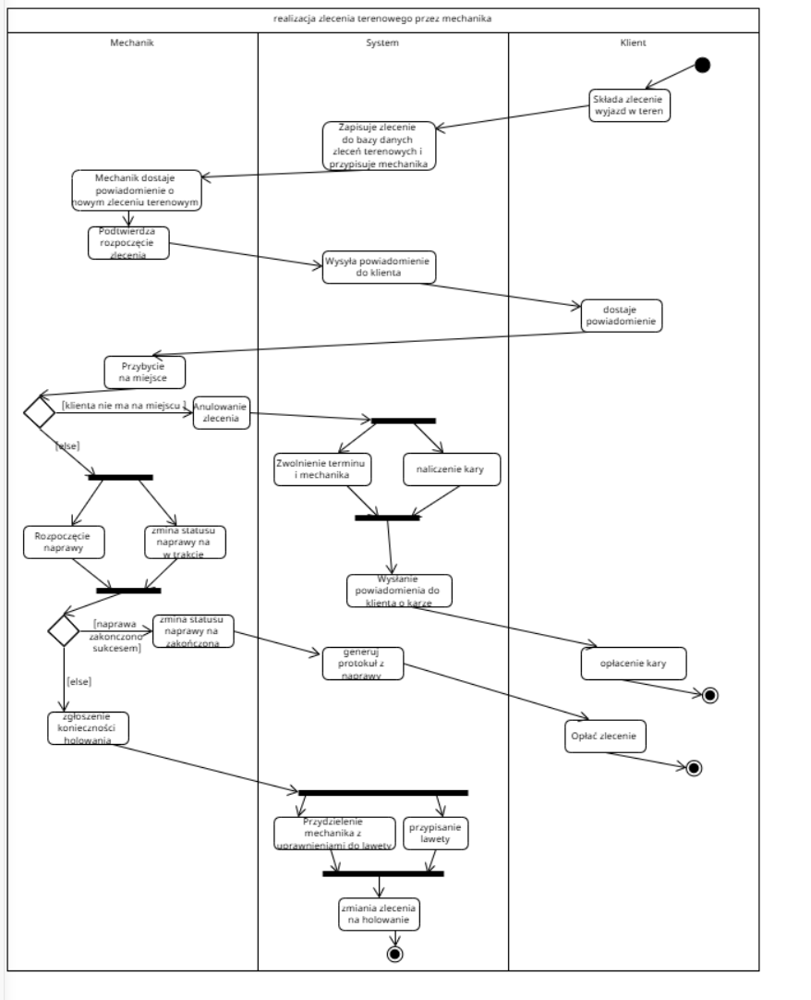 realizacja zlecenia terenowego przez mechanika
Mechanik
System
Klient
Składa zlecenie
wyjazd w teren
Zapisuje zlecenie
do bazy danych
zleceń terenowych i
przypisuje mechanika
Mechanik dostaje
powiadomienie o
nowym zleceniu terenowym
Podtwierdza
rozpoczęcie
zlecenia
Wysyła powiadomienie
do klienta
dostaje
powiadomienie
Przybycie
na miejsce
[klienta nie ma na miejscu ]
Anulowanie
zlecenia
[else]
Zwolnienie terminu
i mechanika
naliczenie kary
Rozpoczęcie
naprawy
zmina statusu
naprawy na
w trakcie
Wysłanie
powiadomienia do
klienta o karze
[naprawa
zakonczono
sukcesem]
zmina statusu
naprawy na
zakończona
generuj
protokuł z
naprawy
opłacenie kary
[else]
zgłoszenie
konieczności
holowania
Opłać zlecenie
Przydzielenie
mechanika z
uprawnieniami do lawety
przypisanie
lawety
zmiania zlecenia
na holowanie